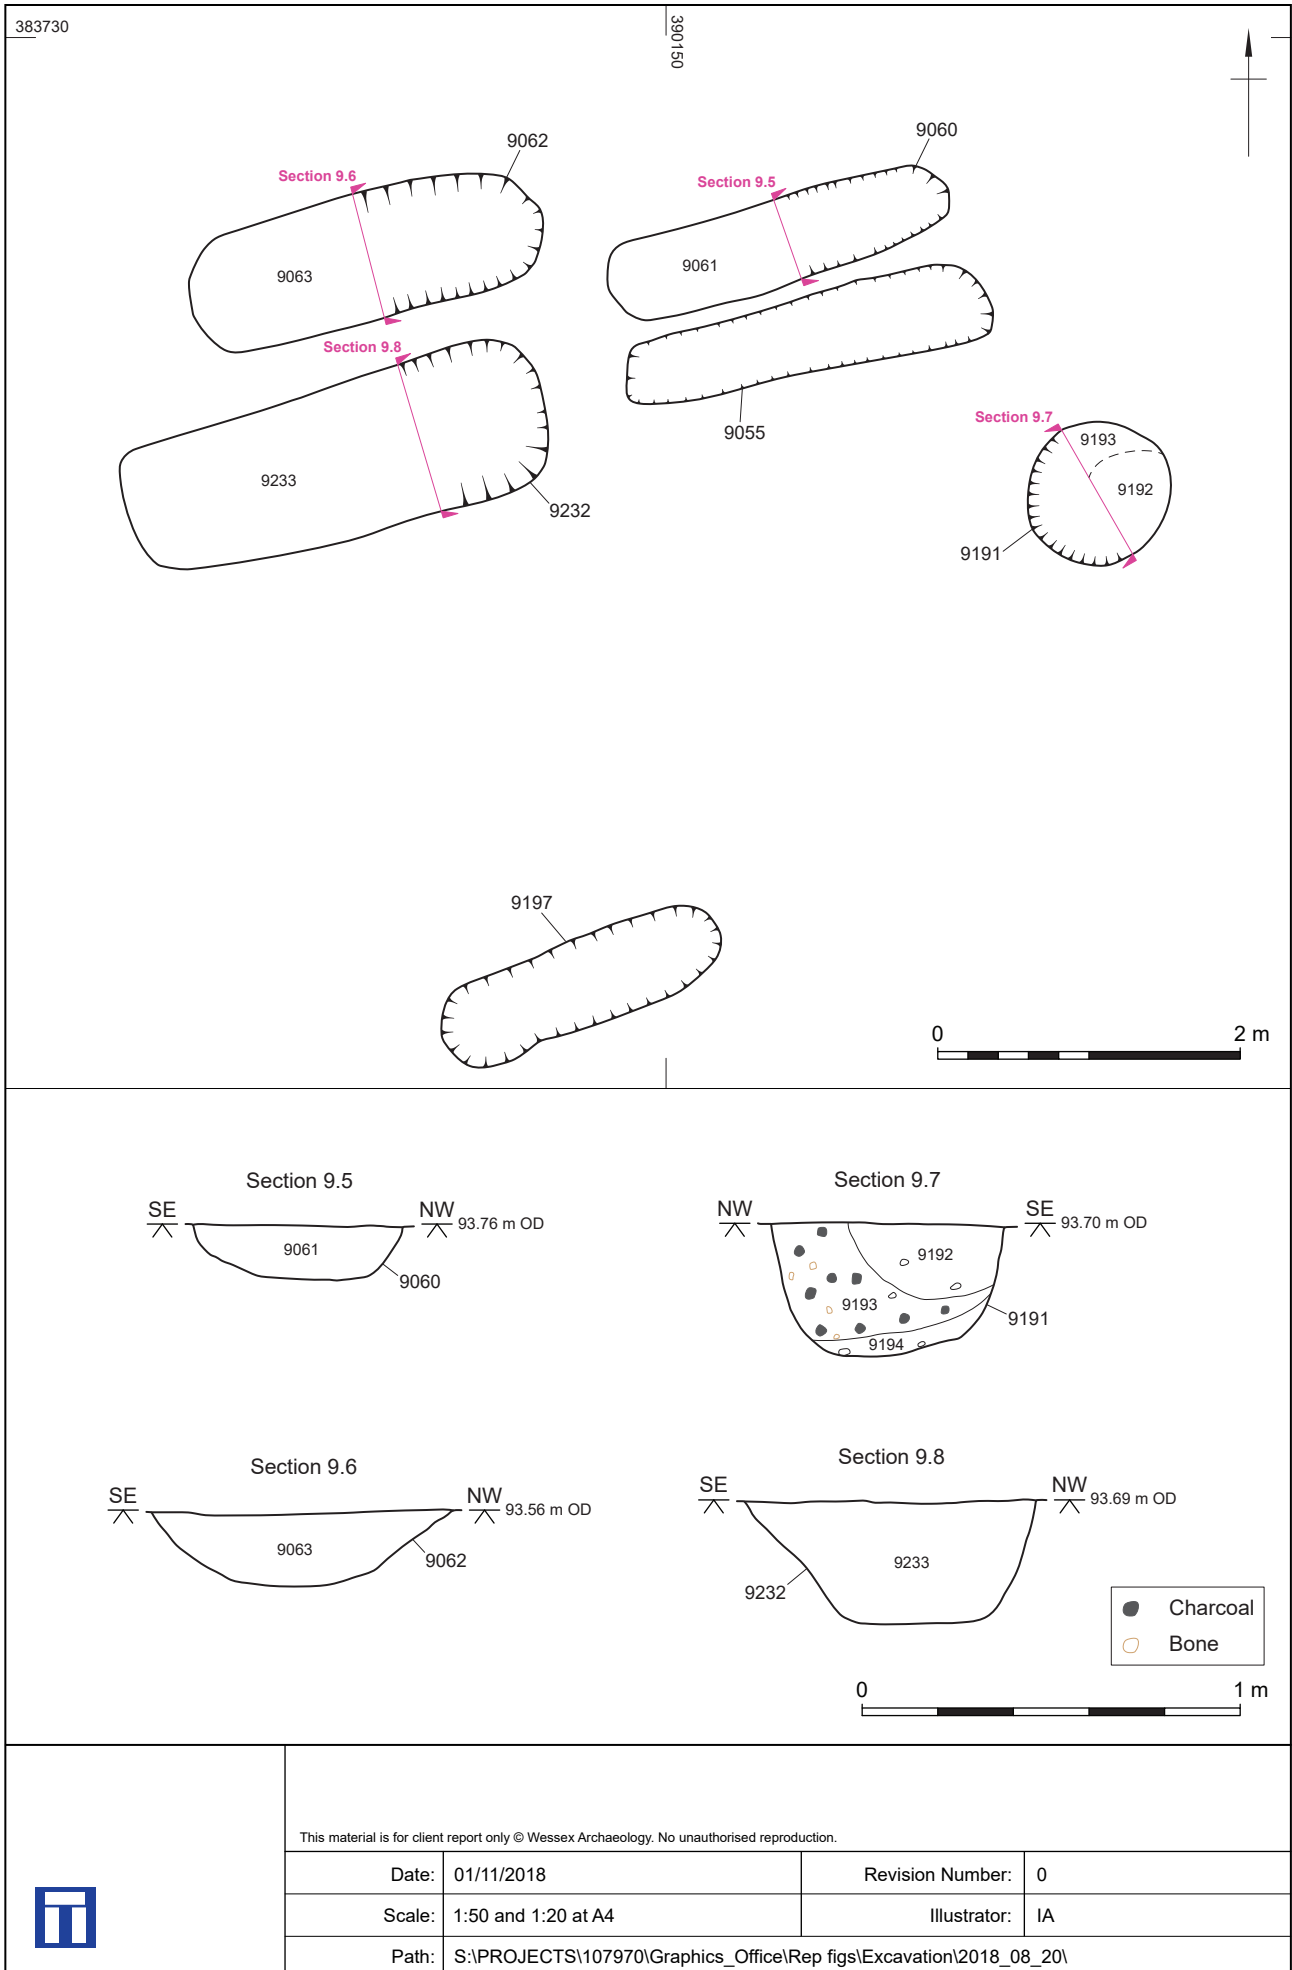 383730
390150
9062
9060
Section 9.6
Section 9.5
9063
9061
Section 9.8
9055
Section 9.7
9193
9233
9192
9232
9191
9197
0 2 m
Section 9.5
SE NW 93.76 m OD
9061
9060
Section 9.7
NW SE 93.70 m OD
9192
9193
9191
9194
Section 9.6
SE NW 93.56 m OD
9063
9062
Section 9.8
SE NW 93.69 m OD
9233
9232
Charcoal
Bone
0 1 m
This material is for client report only © Wessex Archaeology. No unauthorised reproduction.
Date: 01/11/2018 Revision Number: 0
Scale: 1:50 and 1:20 at A4 Illustrator: IA
Path: S:\PROJECTS\107970\Graphics_Office\Rep figs\Excavation\2018_08_20\